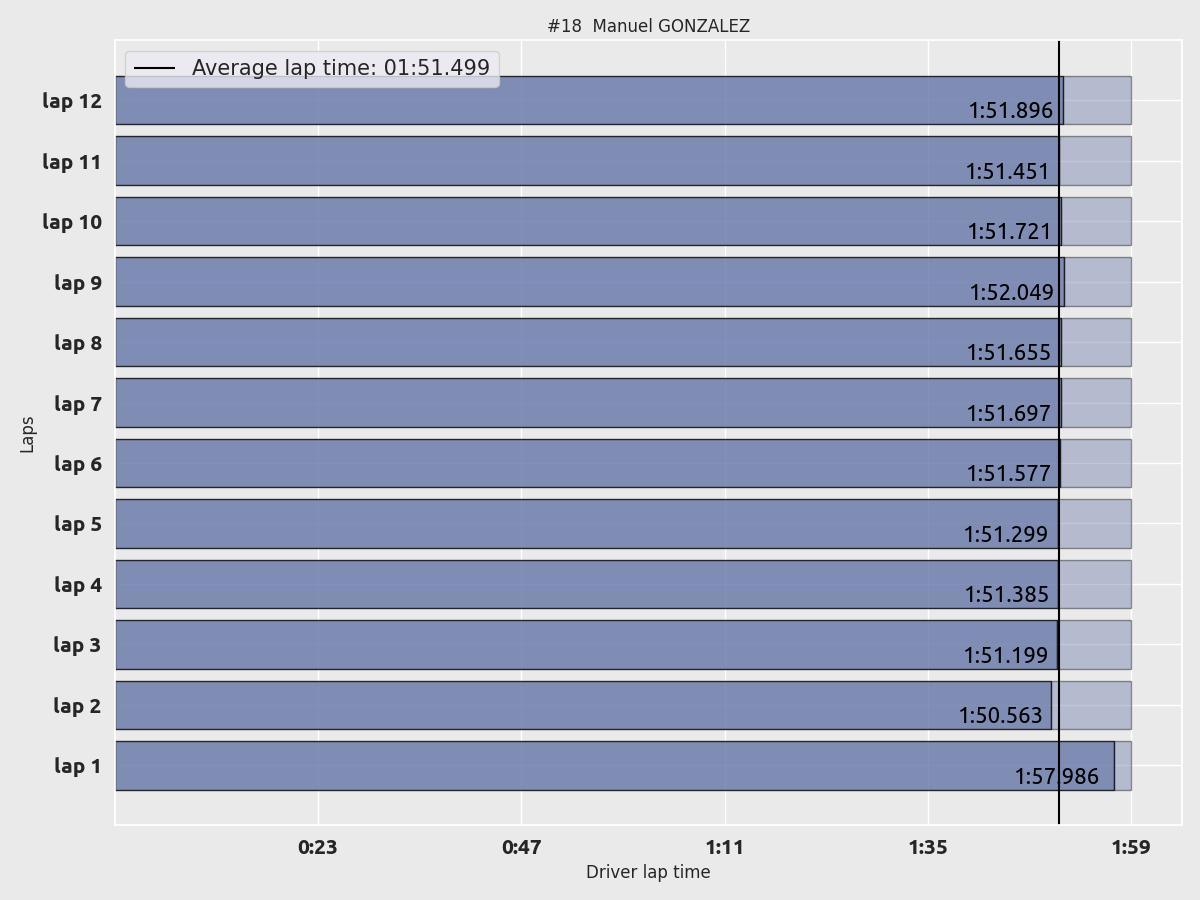 #18  Manuel GONZALEZ
Average lap time: 01:51.499
lap 12
1:51.896
lap 11
1:51.451
lap 10
1:51.721
lap 9
1:52.049
lap 8
1:51.655
lap 7
1:51.697
lap 6
1:51.577
lap 5
1:51.299
lap 4
1:51.385
lap 3
1:51.199
lap 2
1:50.563
lap 1
1:57.986
Laps
0:23 0:47 1:11 1:35 1:59
Driver lap time